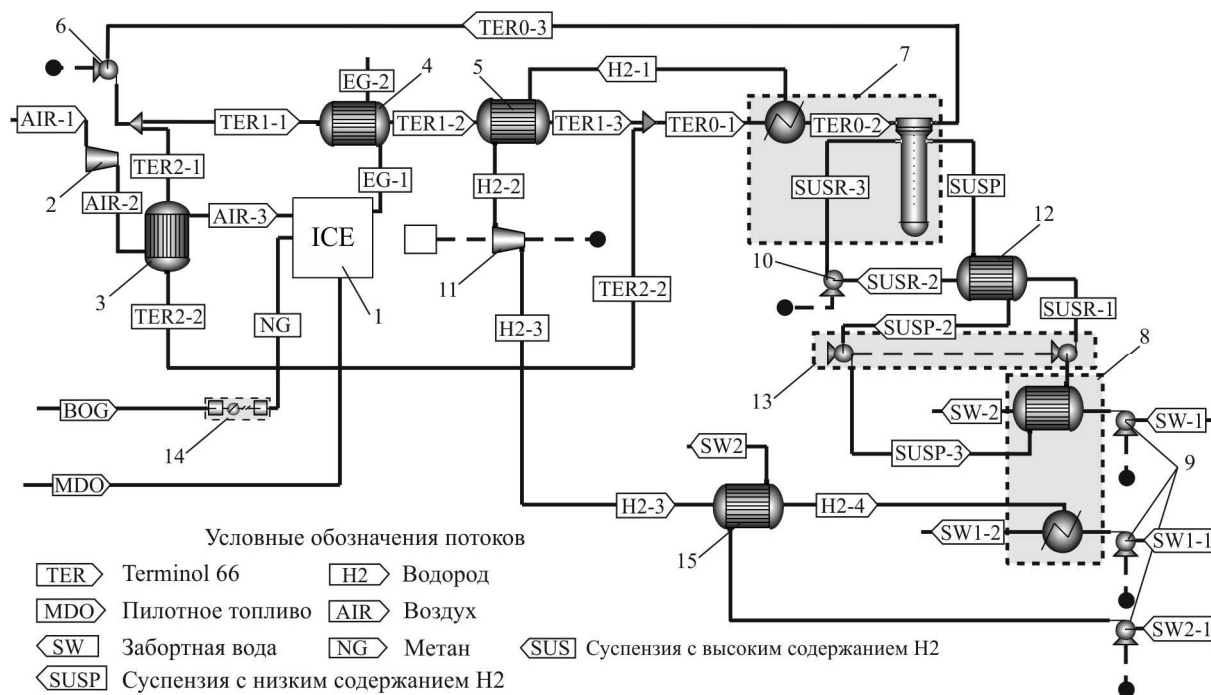 6
TER0-3
7
EG-2
4
5
H2-1
AIR-1
TER1-1
TER1-2
TER1-3
TER0-1
TER0-2
TER2-1
2
AIR-2
EG-1
H2-2
SUSR-3
SUSP
AIR-3
ICE
12
3
1
11
TER2-2
10
SUSR-2
SUSR-1
TER2-2
NG
H2-3
SUSP-2
8
13
BOG
14
SW-2
SW-1
SW2
SUSP-3
9
MDO
H2-3
H2-4
15
SW1-2
SW1-1
SW2-1
Условные обозначения потоков
TER Terminol 66
H2 Водород
MDO Пилотное топливо
AIR Воздух
SW Забортная вода
NG Метан
SUS Суспензия с высоким содержанием H2
SUSP Суспензия с низким содержанием H2